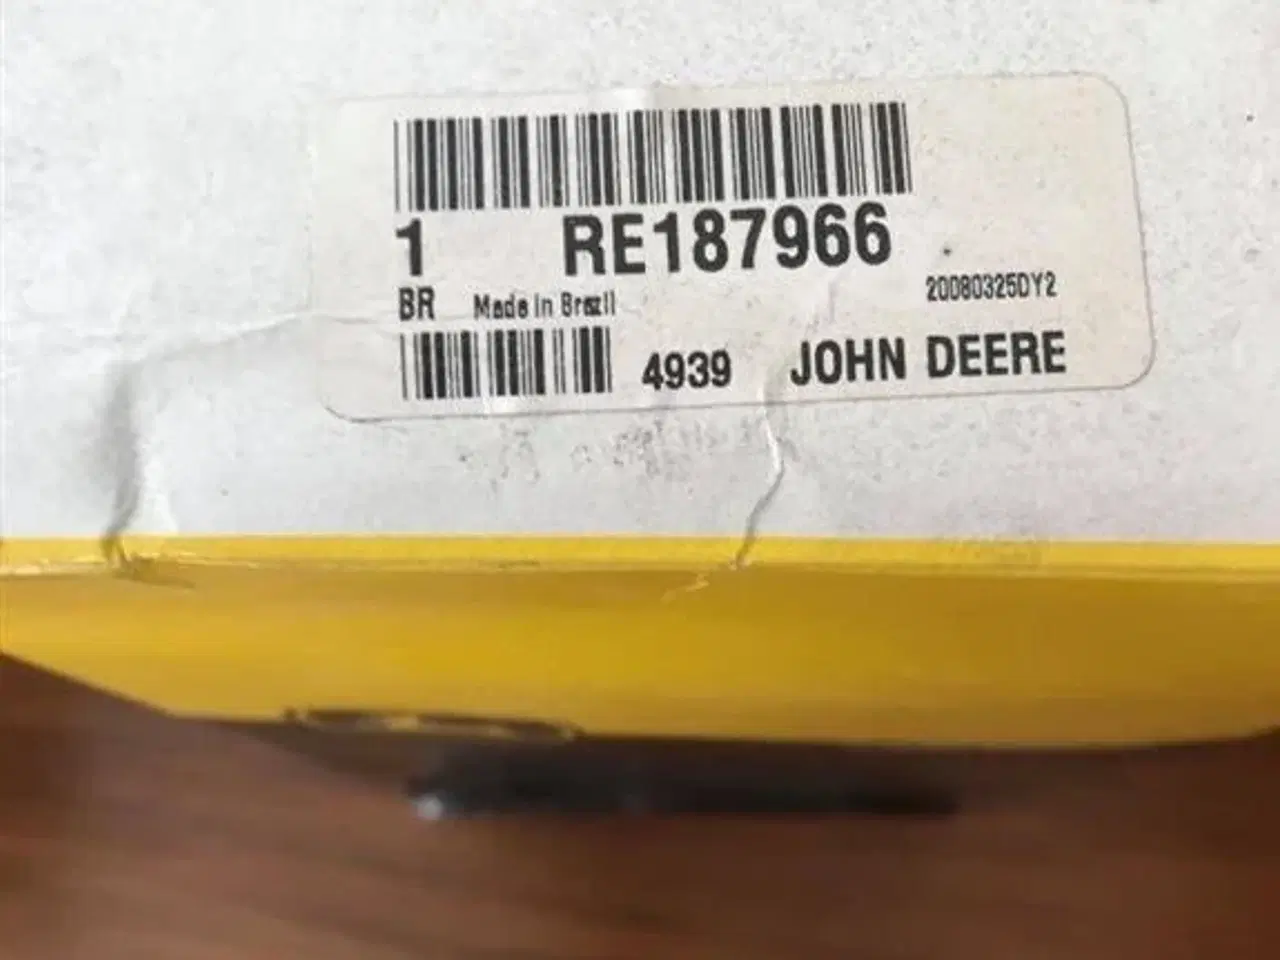 1 RE187966
BR Made in Brazil 20080325DY2
4939 JOHN DEERE